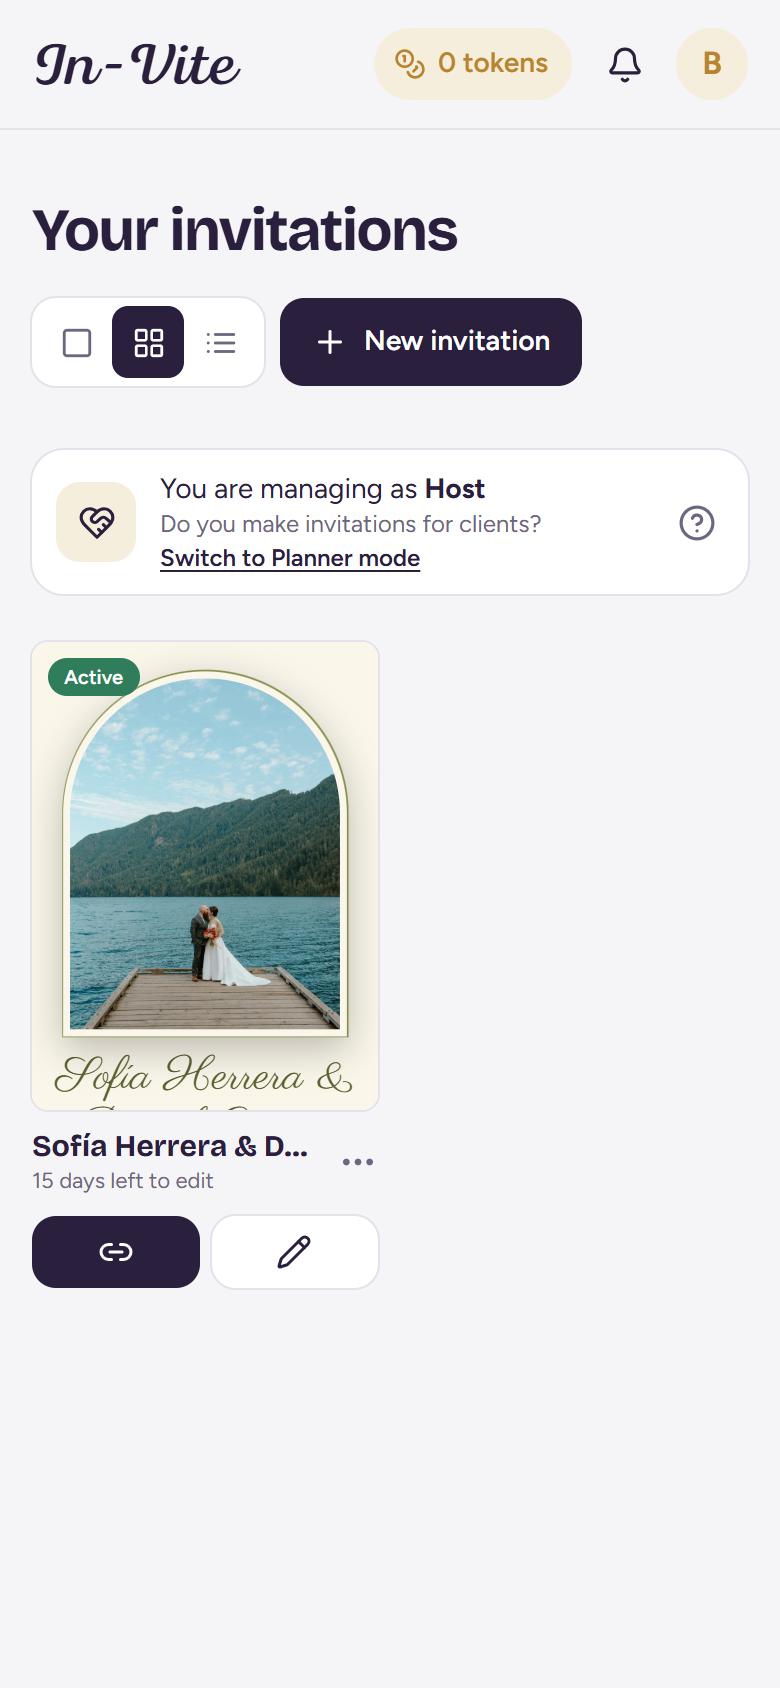 In-Vite
0 tokens
B
Your invitations
New invitation
You are managing as Host
Do you make invitations for clients?
Switch to Planner mode
Active
Sofía Herrera &
Sofía Herrera & D...
15 days left to edit